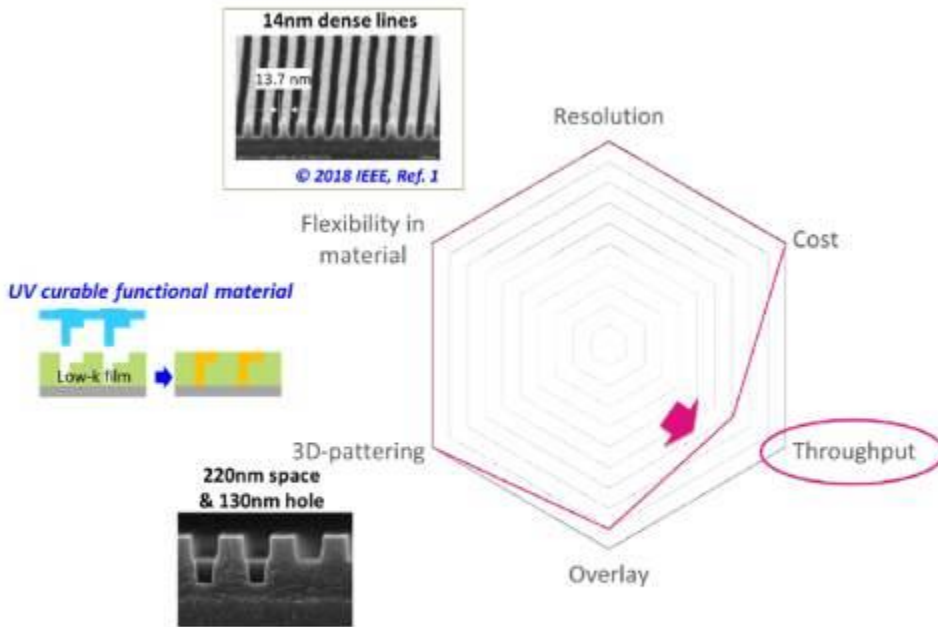 14nm dense lines
13.7 nm
© 2018 IEEE, Ref. 1
Resolution
Flexibility in
material
Cost
UV curable functional material
Low-k film
3D-pattering
Throughput
220nm space
& 130nm hole
Overlay